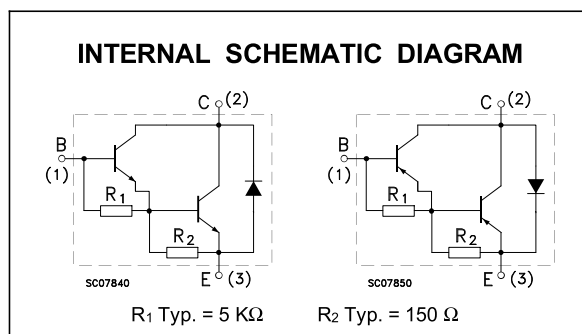 INTERNAL SCHEMATIC DIAGRAM
C (2)
B
(1)
R1
R2
E (3)
SC07840
C (2)
B
(1)
R1
R2
E (3)
SC07850
R1 Typ. = 5 KΩ R2 Typ. = 150 Ω